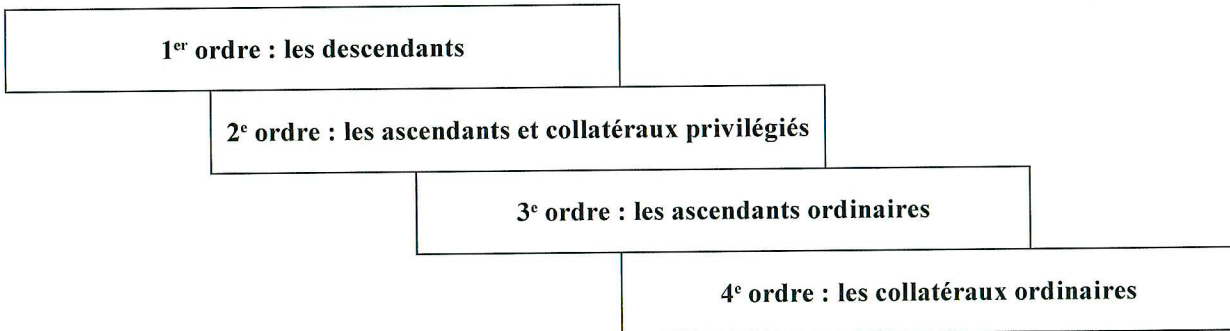 1er ordre : les descendants
2e ordre : les ascendants et collatéraux privilégiés
3e ordre : les ascendants ordinaires
4e ordre : les collatéraux ordinaires